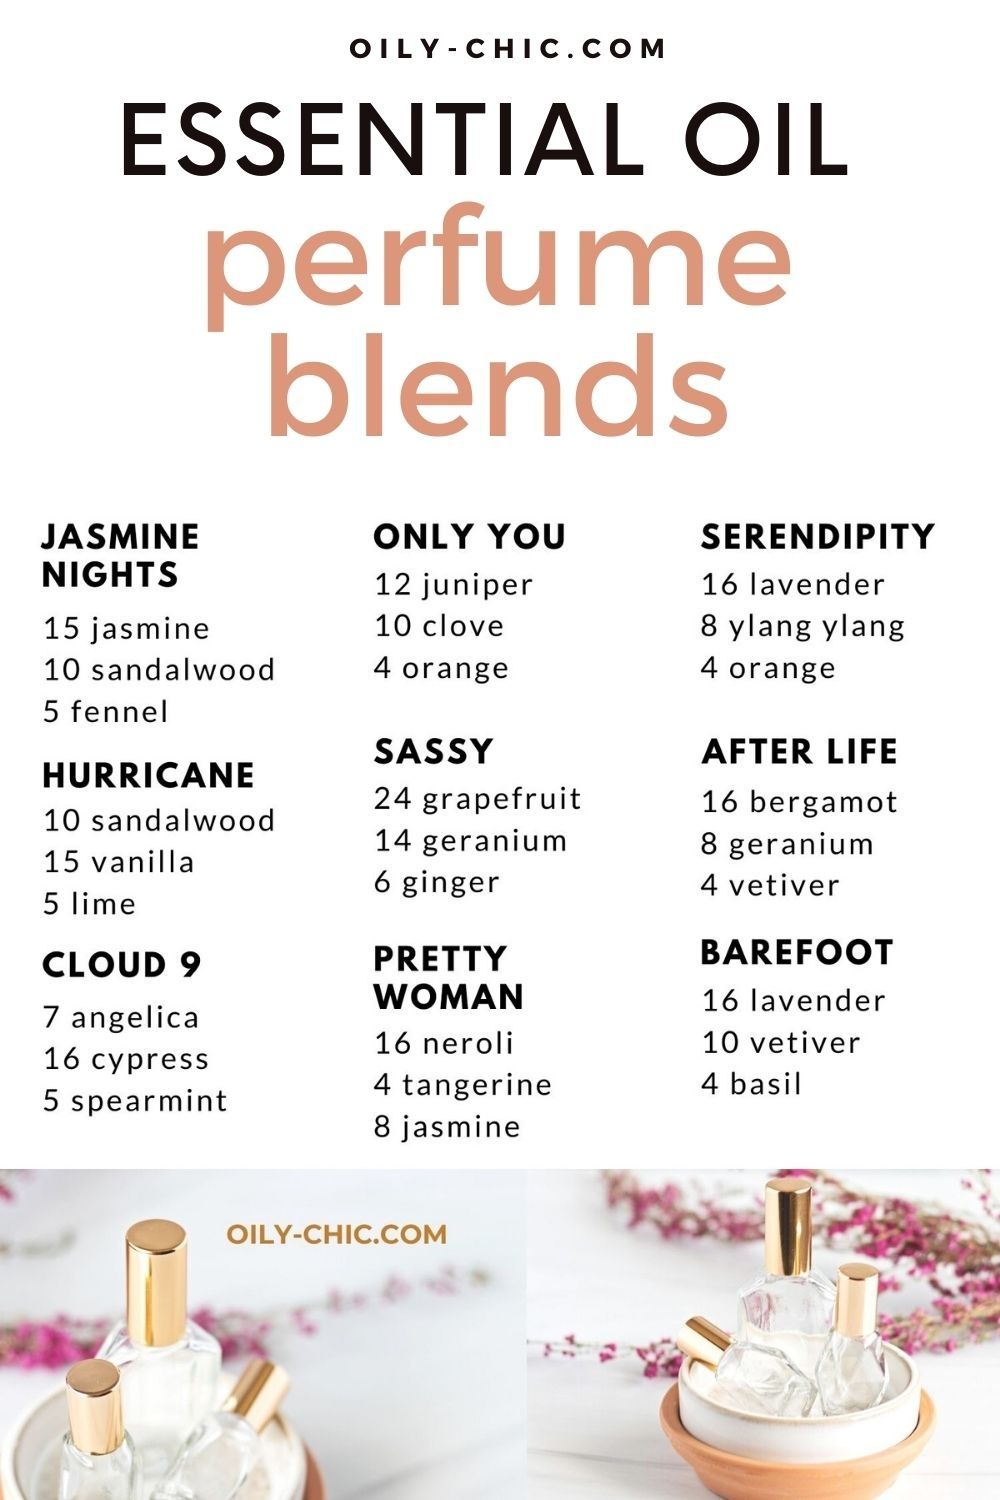 OILY-CHIC.COM
ESSENTIAL OIL
perfume
blends
JASMINE
NIGHTS
15 jasmine
10 sandalwood
5 fennel
HURRICANE
10 sandalwood
15 vanilla
5 lime
CLOUD 9
7 angelica
16 cypress
5 spearmint
ONLY YOU
12 juniper
10 clove
4 orange
SASSY
24 grapefruit
14 geranium
6 ginger
PRETTY
WOMAN
16 neroli
4 tangerine
8 jasmine
SERENDIPITY
16 lavender
8 ylang ylang
4 orange
AFTER LIFE
16 bergamot
8 geranium
4 vetiver
BAREFOOT
16 lavender
10 vetiver
4 basil
OILY-CHIC.COM